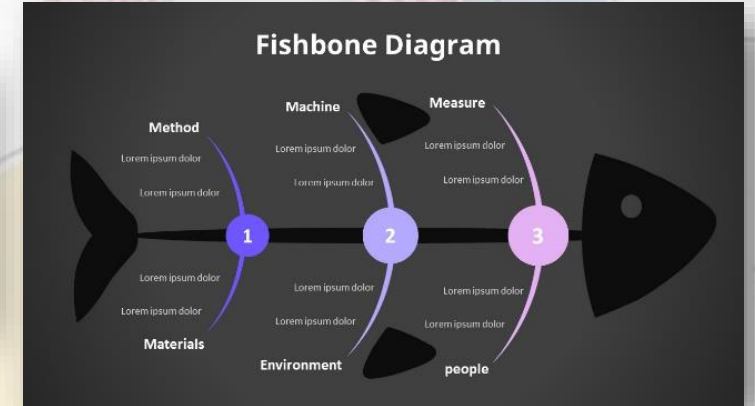 Fishbone Diagram
Method
Lorem ipsum dolor
Lorem ipsum dolor
Machine
Lorem ipsum dolor
Lorem ipsum dolor
Measure
Lorem ipsum dolor
Lorem ipsum dolor
1
2
3
Lorem ipsum dolor
Lorem ipsum dolor
Materials
Lorem ipsum dolor
Lorem ipsum dolor
Environment
Lorem ipsum dolor
Lorem ipsum dolor
people